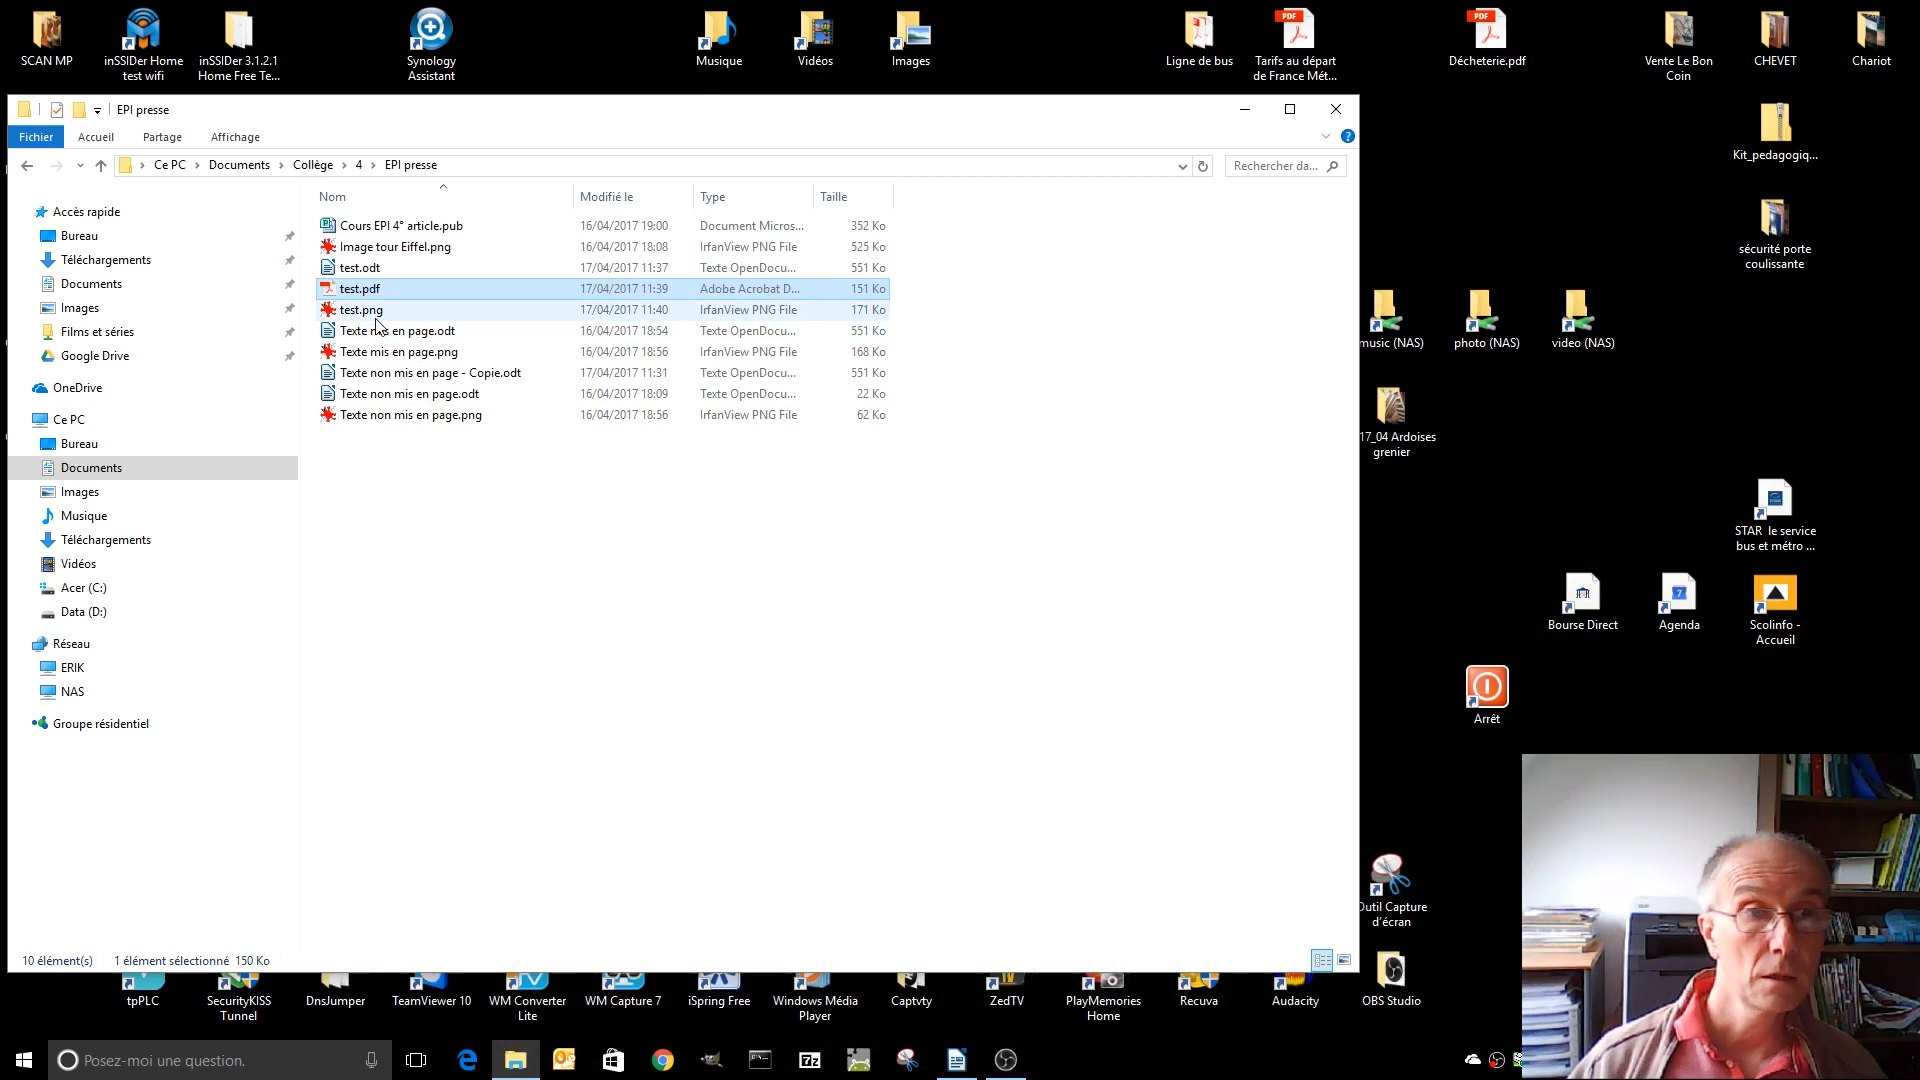 SCAN MP
inSSIDer Home
test wifi
inSSIDer 3.1.2.1
Home Free Te...
Synology
Assistant
Musique
Vidéos
Images
Ligne de bus
PDF
Tarifs au départ
de France Mét...
PDF
Décheterie.pdf
Vente Le Bon
Coin
CHEVET
Chariot
Kit_pedagogiq...
sécurité porte
coulissante
music (NAS)
photo (NAS)
video (NAS)
17_04 Ardoises
grenier
STAR le service
bus et métro ...
Bourse Direct
7
Agenda
Scolinfo -
Accueil
Arrêt
Outil Capture
d'écran
OBS Studio
EPI presse
Fichier
Accueil
Partage
Affichage
Ce PC
Documents
Collège
4
EPI presse
Rechercher da...
Nom
Modifié le
Type
Taille
Cours EPI 4° article.pub 16/04/2017 19:00 Document Micros... 352 Ko
Image tour Eiffel.png 16/04/2017 18:08 IrfanView PNG File 525 Ko
test.odt 17/04/2017 11:37 Texte OpenDocu... 551 Ko
test.pdf 17/04/2017 11:39 Adobe Acrobat D... 151 Ko
test.png 17/04/2017 11:40 IrfanView PNG File 171 Ko
Texte mis en page.odt 16/04/2017 18:54 Texte OpenDocu... 551 Ko
Texte mis en page.png 16/04/2017 18:56 IrfanView PNG File 168 Ko
Texte non mis en page - Copie.odt 17/04/2017 11:31 Texte OpenDocu... 551 Ko
Texte non mis en page.odt 16/04/2017 18:09 Texte OpenDocu... 22 Ko
Texte non mis en page.png 16/04/2017 18:56 IrfanView PNG File 62 Ko
Accès rapide
Bureau
Téléchargements
Documents
Images
Films et séries
Google Drive
OneDrive
Ce PC
Bureau
Documents
Images
Musique
Téléchargements
Vidéos
Acer (C:)
Data (D:)
Réseau
ERIK
NAS
Groupe résidentiel
10 élément(s)
1 élément sélectionné 150 Ko
tpPLC
SecurityKISS
Tunnel
DnsJumper
TeamViewer 10
WM Converter
Lite
WM Capture 7
iSpring Free
Windows Média
Player
Captvty
ZedTV
PlayMemories
Home
Recuva
Audacity
Posez-moi une question.